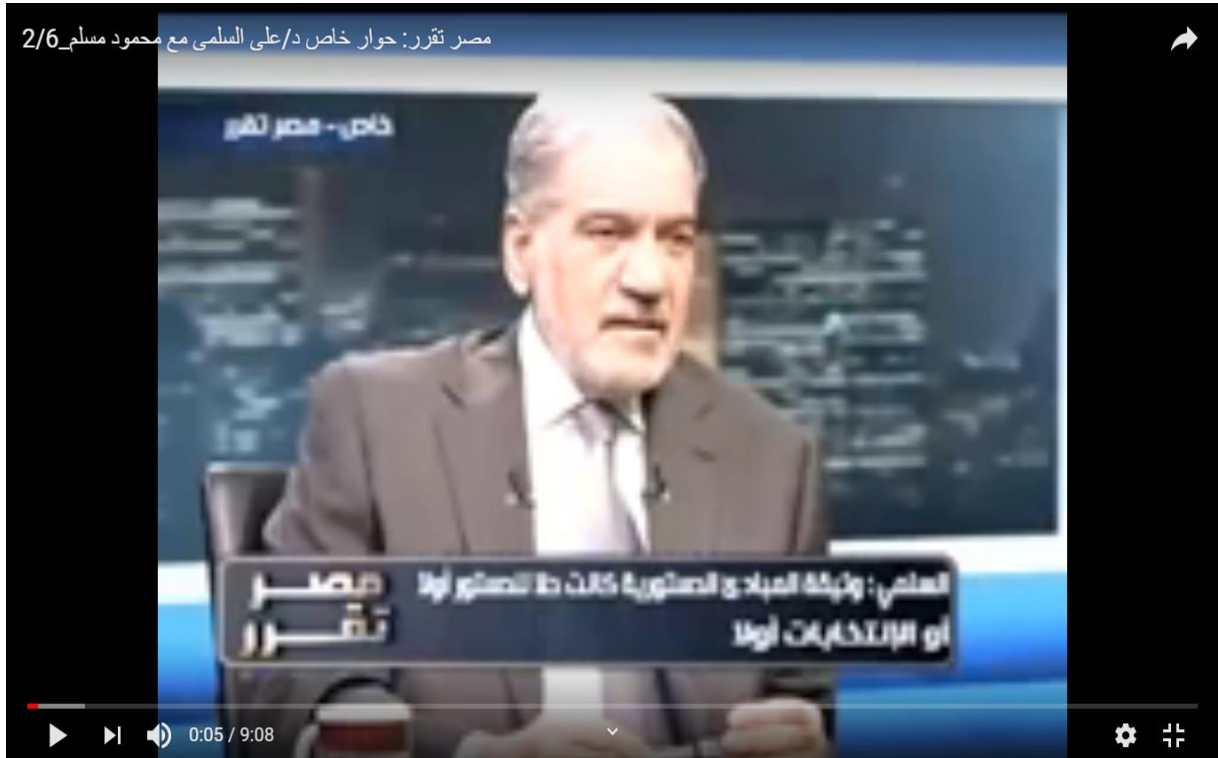 مصر تقرر: حوار خاص د/على السلمى مع محمود مسلم_2/6
خاص - مصر تقرر
السلمي: وثيقة المبادئ الدستورية كانت حلا للدستور أولا
أو الإنتخابات أولا
مصر
تقرر
0:05 / 9:08